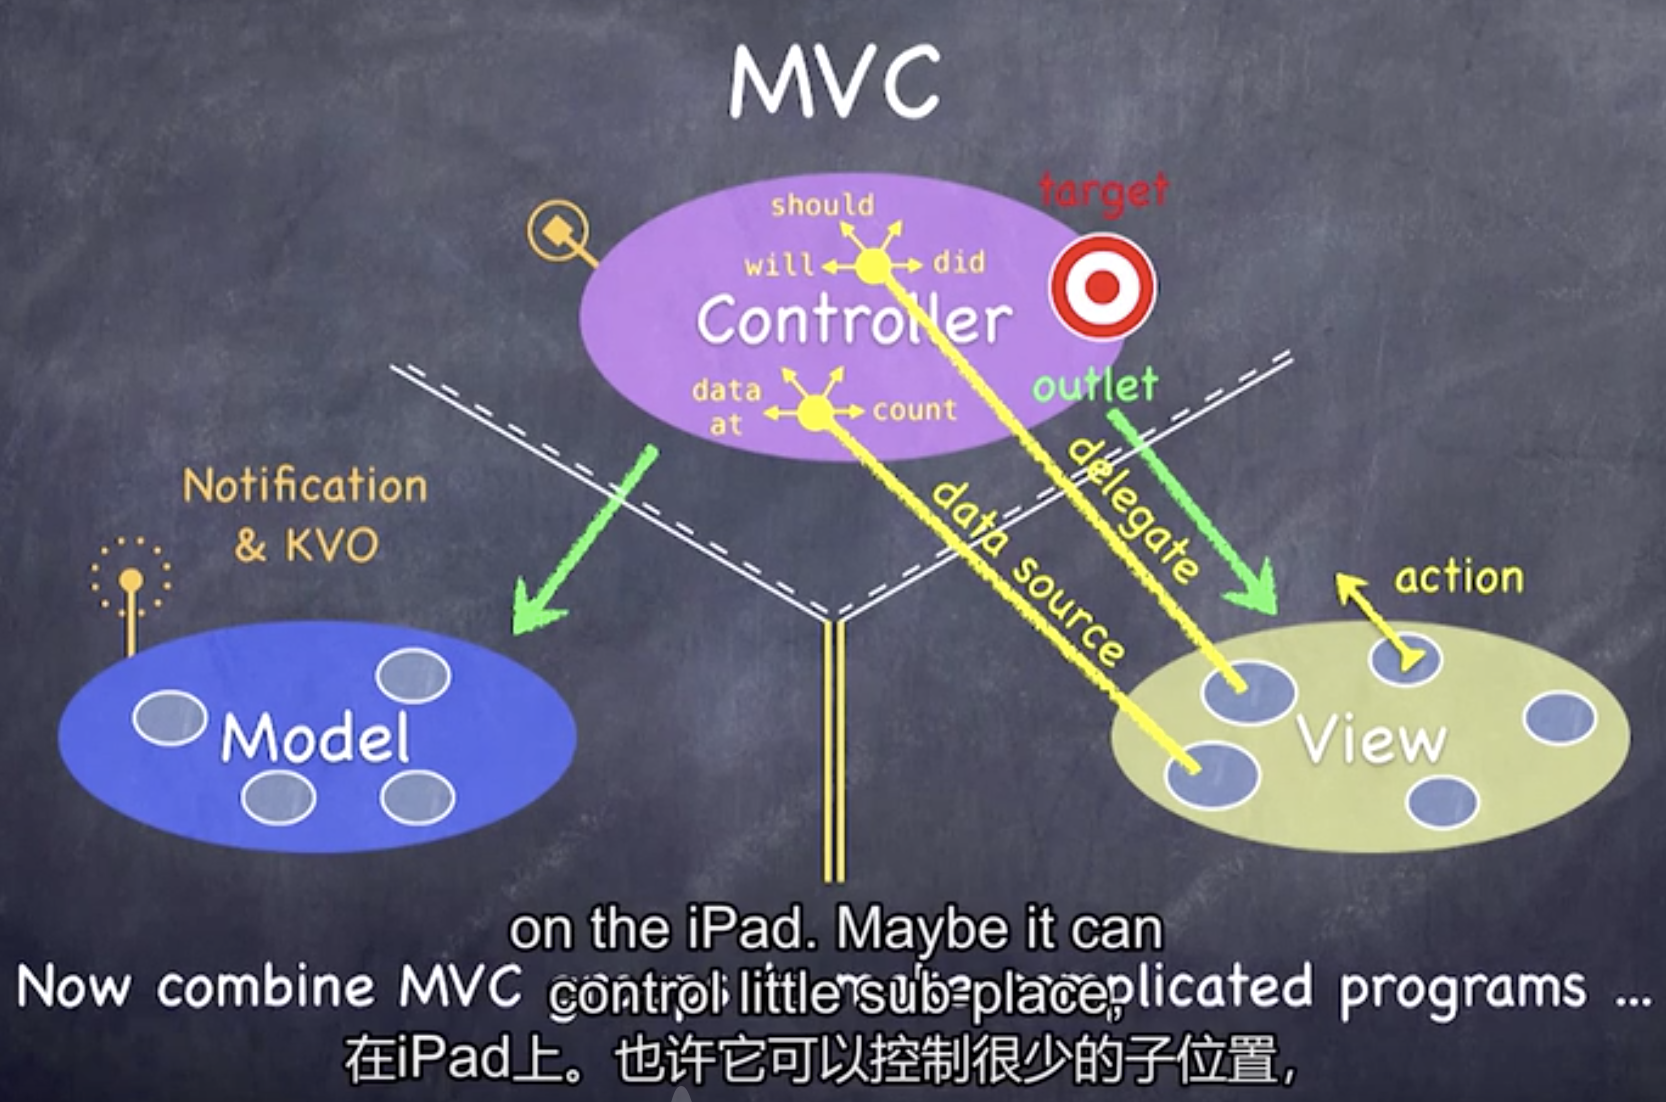 MVC
target
should
will
did
Controller
data
at
count
outlet
delegate
data source
Notification
& KVO
action
Model
View
on the iPad. Maybe it can
Now combine MVC programs ...
control little sub-place,
在iPad上。也许它可以控制很少的子位置，